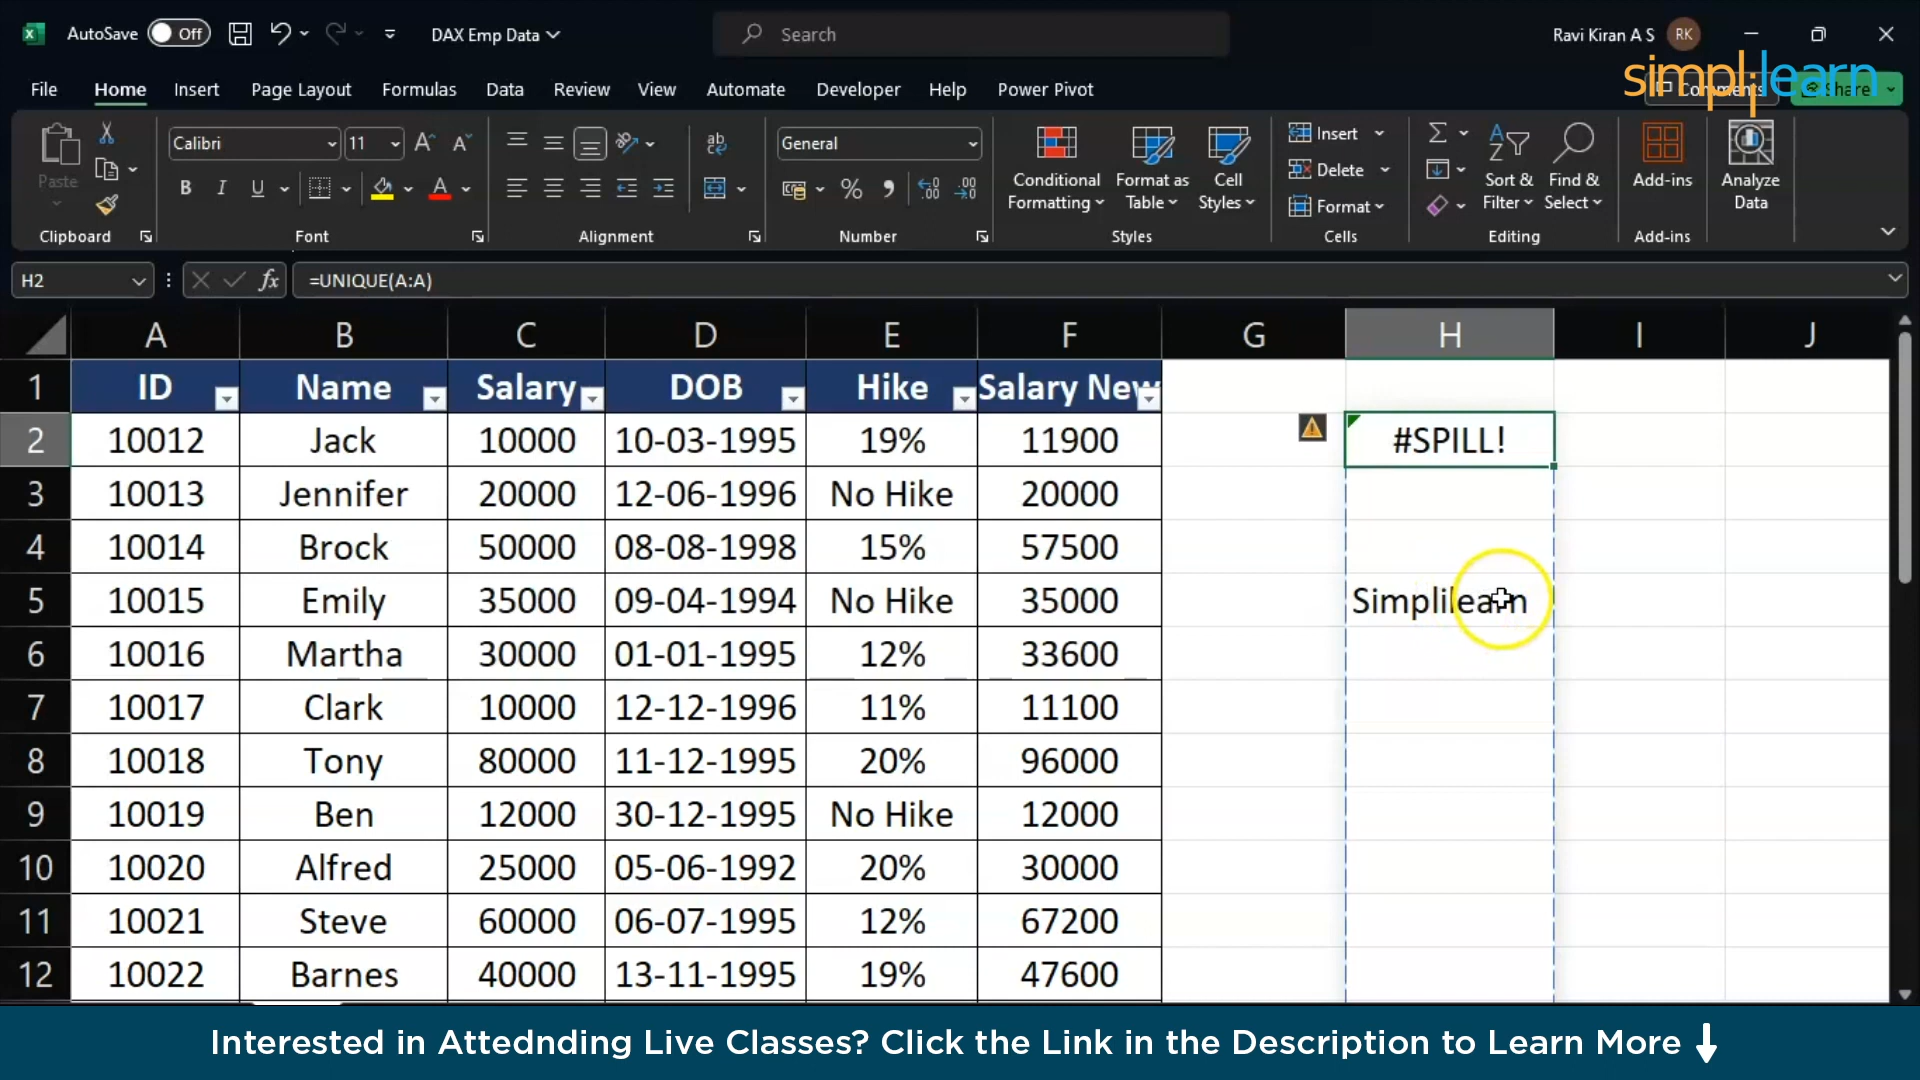 AutoSave Off DAX Emp Data Search Ravi Kiran A S RK
simplilearn
File Home Insert Page Layout Formulas Data Review View Automate Developer Help Power Pivot Comments Share
Paste Calibri 11 General Conditional Formatting Format as Table Cell Styles Insert Delete Format Sort & Filter Find & Select Add-ins Analyze Data
Clipboard Font Alignment Number Styles Cells Editing Add-ins
H2 fx =UNIQUE(A:A)
A B C D E F G H I J
1 ID Name Salary DOB Hike Salary New
2 10012 Jack 10000 10-03-1995 19% 11900 #SPILL!
3 10013 Jennifer 20000 12-06-1996 No Hike 20000
4 10014 Brock 50000 08-08-1998 15% 57500
5 10015 Emily 35000 09-04-1994 No Hike 35000 Simplilearn
6 10016 Martha 30000 01-01-1995 12% 33600
7 10017 Clark 10000 12-12-1996 11% 11100
8 10018 Tony 80000 11-12-1995 20% 96000
9 10019 Ben 12000 30-12-1995 No Hike 12000
10 10020 Alfred 25000 05-06-1992 20% 30000
11 10021 Steve 60000 06-07-1995 12% 67200
12 10022 Barnes 40000 13-11-1995 19% 47600
Interested in Attednding Live Classes? Click the Link in the Description to Learn More